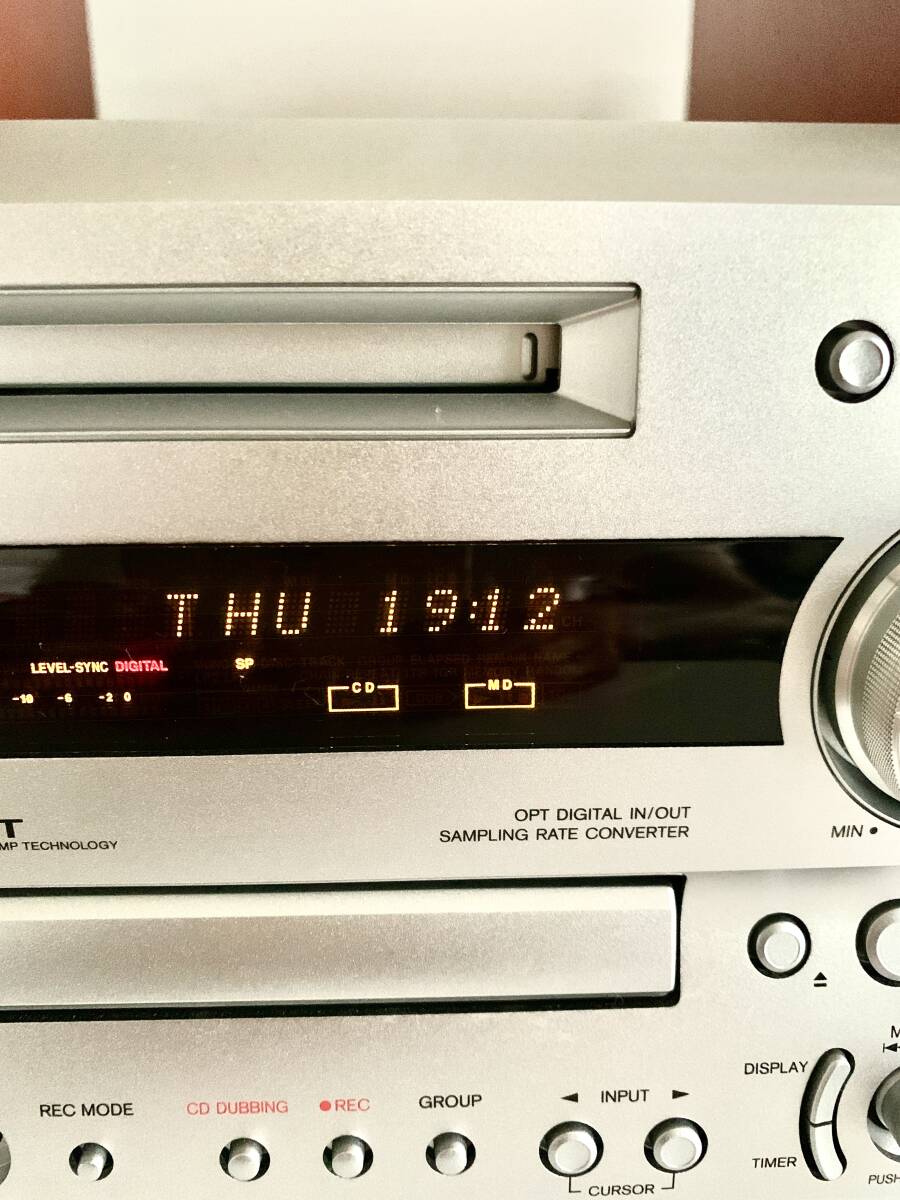 THU 19:12
LEVEL-SYNC DIGITAL SP
-10 -6 -2 0
CD MD
T
MP TECHNOLOGY
OPT DIGITAL IN/OUT
SAMPLING RATE CONVERTER
MIN
DISPLAY
REC MODE
CD DUBBING
REC
GROUP
INPUT
TIMER
CURSOR
PUSH